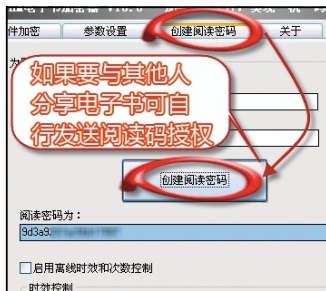 件加密 参数设置 创建阅读密码 关于
如果要与其他人
分享电子书可自
行发送阅读码授权
创建阅读密码
阅读密码为：
9d3a9
启用离线时效和次数控制
时效控制